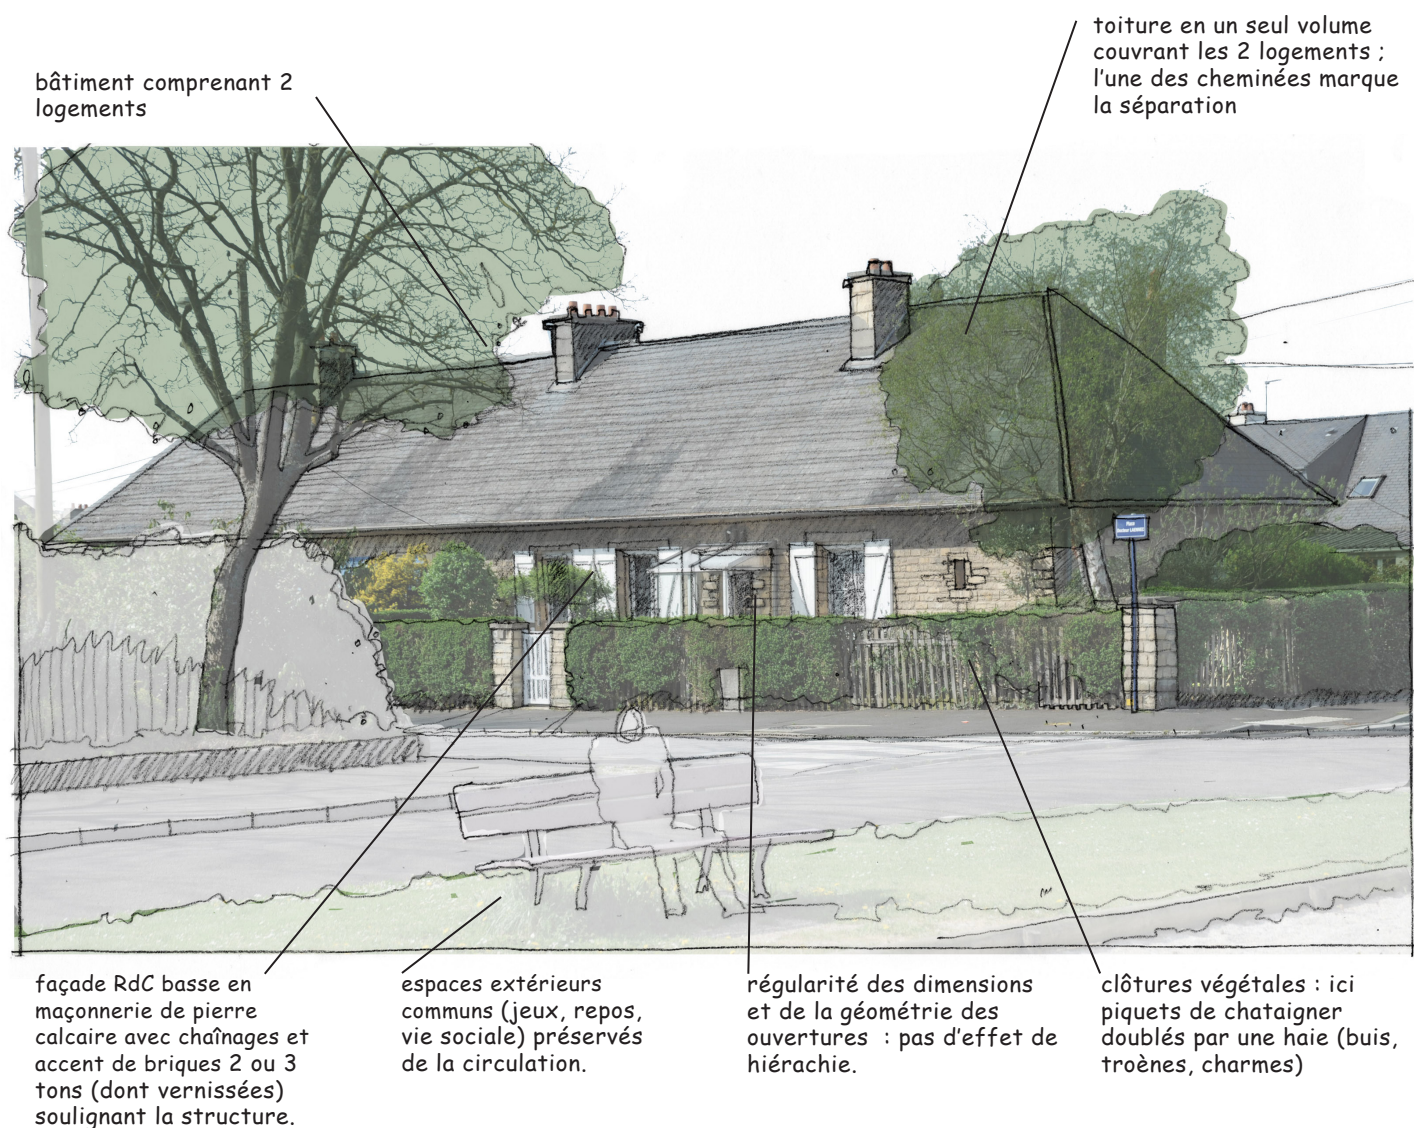 toiture en un seul volume
couvrant les 2 logements ;
l'une des cheminées marque
la séparation
bâtiment comprenant 2
logements
Place
façade RdC basse en
maçonnerie de pierre
calcaire avec chaînages et
accent de briques 2 ou 3
tons (dont vernissées)
soulignant la structure.
espaces extérieurs
communs (jeux, repos,
vie sociale) préservés
de la circulation.
régularité des dimensions
et de la géométrie des
ouvertures : pas d'effet de
hiérachie.
clôtures végétales : ici
piquets de chataigner
doublés par une haie (buis,
troènes, charmes)